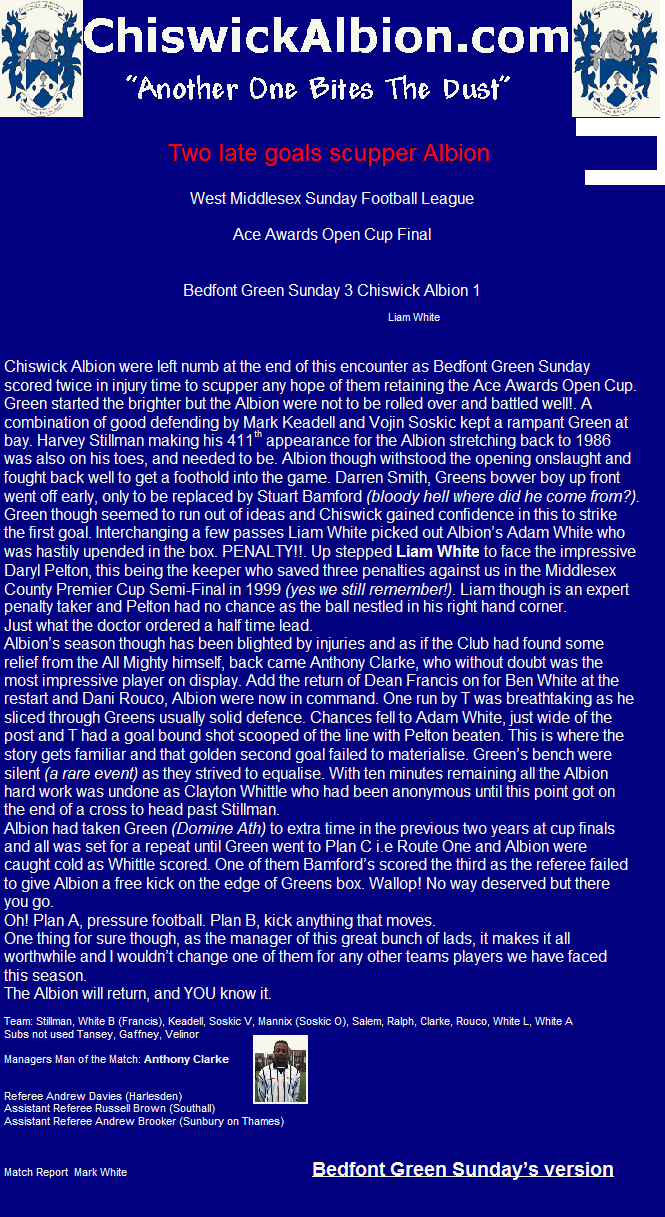 ChiswickAlbion.com
"Another One Bites The Dust"
Two late goals scupper Albion
West Middlesex Sunday Football League
Ace Awards Open Cup Final
Bedfont Green Sunday 3 Chiswick Albion 1
Liam White
Chiswick Albion were left numb at the end of this encounter as Bedfont Green Sunday
scored twice in injury time to scupper any hope of them retaining the Ace Awards Open Cup.
Green started the brighter but the Albion were not to be rolled over and battled well!. A
combination of good defending by Mark Keadell and Vojin Soskic kept a rampant Green at
bay. Harvey Stillman making his 411th appearance for the Albion stretching back to 1986
was also on his toes, and needed to be. Albion though withstood the opening onslaught and
fought back well to get a foothold into the game. Darren Smith, Greens bovver boy up front
went off early, only to be replaced by Stuart Bamford (bloody hell where did he come from?).
Green though seemed to run out of ideas and Chiswick gained confidence in this to strike
the first goal. Interchanging a few passes Liam White picked out Albion's Adam White who
was hastily upended in the box. PENALTY!!. Up stepped Liam White to face the impressive
Daryl Pelton, this being the keeper who saved three penalties against us in the Middlesex
County Premier Cup Semi-Final in 1999 (yes we still remember!). Liam though is an expert
penalty taker and Pelton had no chance as the ball nestled in his right hand corner.
Just what the doctor ordered a half time lead.
Albion's season though has been blighted by injuries and as if the Club had found some
relief from the All Mighty himself, back came Anthony Clarke, who without doubt was the
most impressive player on display. Add the return of Dean Francis on for Ben White at the
restart and Dani Rouco, Albion were now in command. One run by T was breathtaking as he
sliced through Greens usually solid defence. Chances fell to Adam White, just wide of the
post and T had a goal bound shot scooped of the line with Pelton beaten. This is where the
story gets familiar and that golden second goal failed to materialise. Green's bench were
silent (a rare event) as they strived to equalise. With ten minutes remaining all the Albion
hard work was undone as Clayton Whittle who had been anonymous until this point got on
the end of a cross to head past Stillman.
Albion had taken Green (Domine Ath) to extra time in the previous two years at cup finals
and all was set for a repeat until Green went to Plan C i.e Route One and Albion were
caught cold as Whittle scored. One of them Bamford's scored the third as the referee failed
to give Albion a free kick on the edge of Greens box. Wallop! No way deserved but there
you go.
Oh! Plan A, pressure football. Plan B, kick anything that moves.
One thing for sure though, as the manager of this great bunch of lads, it makes it all
worthwhile and I wouldn't change one of them for any other teams players we have faced
this season.
The Albion will return, and YOU know it.
Team: Stillman, White B (Francis), Keadell, Soskic V, Mannix (Soskic O), Salem, Ralph, Clarke, Rouco, White L, White A
Subs not used Tansey, Gaffney, Velinor
Managers Man of the Match: Anthony Clarke
Referee Andrew Davies (Harlesden)
Assistant Referee Russell Brown (Southall)
Assistant Referee Andrew Brooker (Sunbury on Thames)
Match Report  Mark White
Bedfont Green Sunday's version